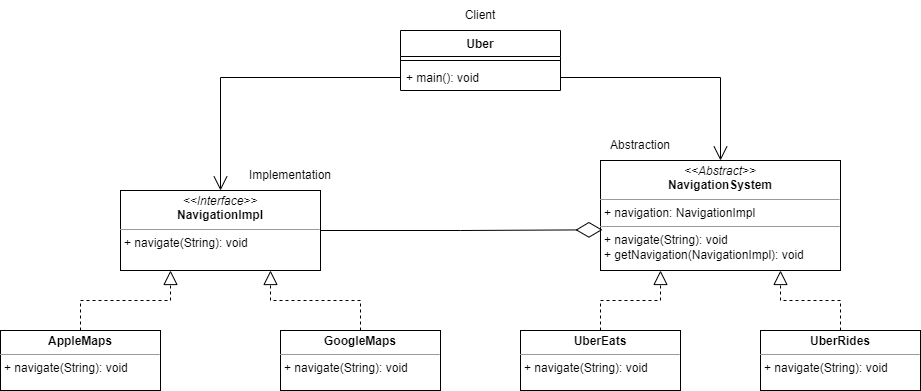 Client
Uber
+ main(): void
Abstraction
Implementation
<<Abstract>>
NavigationSystem
<<Interface>>
NavigationImpl
+ navigation: NavigationImpl
+ navigate(String): void
+ navigate(String): void
+ getNavigation(NavigationImpl): void
AppleMaps
GoogleMaps
UberEats
UberRides
+ navigate(String): void
+ navigate(String): void
+ navigate(String): void
+ navigate(String): void